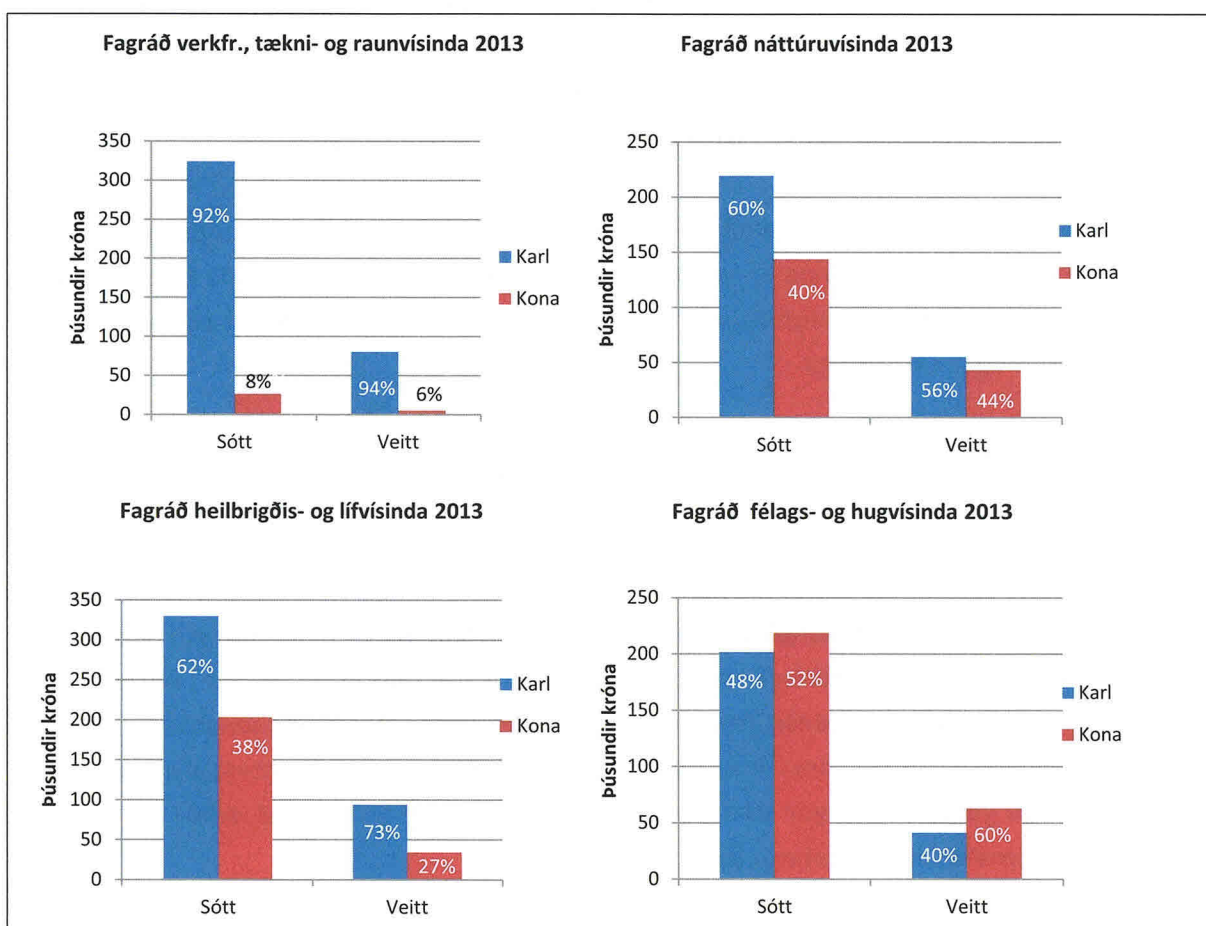 Fagráð verkfr., tækni- og raunvísinda 2013
Þúsundir króna
350
300
250
200
150
100
50
0
92%
8%
94%
6%
Sótt
Veitt
Karl
Kona
Fagráð náttúruvísinda 2013
Þúsundir króna
250
200
150
100
50
0
60%
40%
56%
44%
Sótt
Veitt
Karl
Kona
Fagráð heilbrigðis- og lífvísinda 2013
Þúsundir króna
350
300
250
200
150
100
50
0
62%
38%
73%
27%
Sótt
Veitt
Karl
Kona
Fagráð félags- og hugvísinda 2013
Þúsundir króna
250
200
150
100
50
0
48%
52%
40%
60%
Sótt
Veitt
Karl
Kona